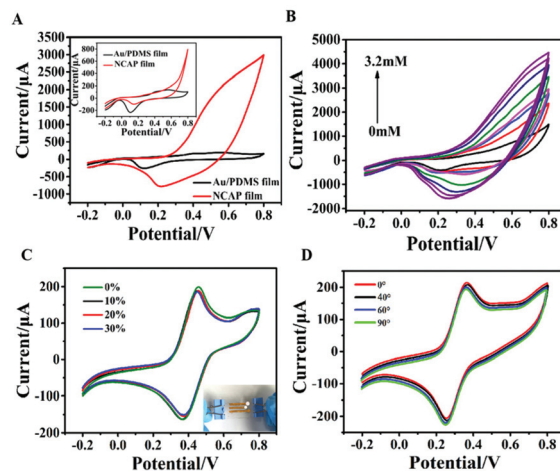 A
B
C
D
Current/μA
3500
3000
2500
2000
1500
1000
500
0
-500
-1000
-0.2 0.0 0.2 0.4 0.6 0.8
Potential/V
Au/PDMS film
NCAP film
Current/μA
800
600
400
200
0
-200
-0.2 0.0 0.2 0.4 0.6 0.8
Potential/V
Au/PDMS film
NCAP film
Current/μA
5000
4000
3000
2000
1000
0
-1000
-2000
3.2mM
0mM
-0.2 0.0 0.2 0.4 0.6 0.8
Potential/V
Current/μA
300
200
100
0
-100
-200
0%
10%
20%
30%
-0.2 0.0 0.2 0.4 0.6 0.8
Potential/V
Current/μA
300
200
100
0
-100
-200
0°
40°
60°
90°
-0.2 0.0 0.2 0.4 0.6 0.8
Potential/V